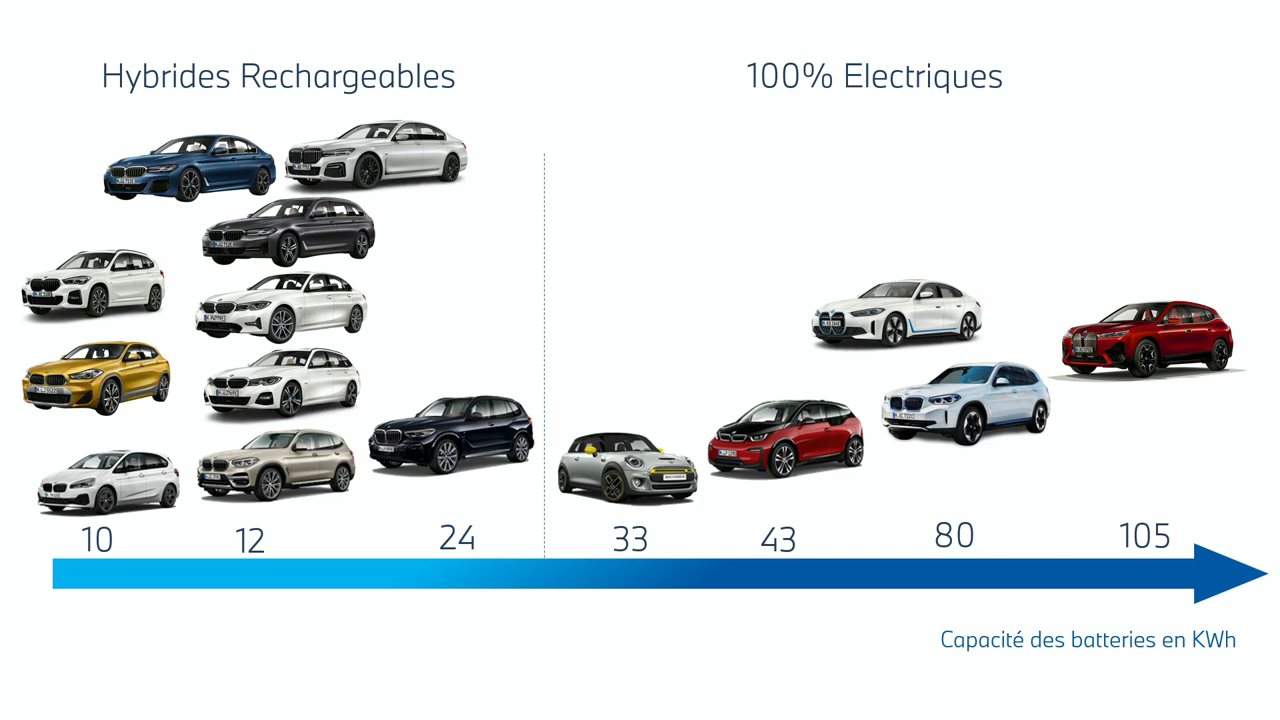 Hybrides Rechargeables
100% Electriques
10
12
24
33
43
80
105
Capacité des batteries en KWh